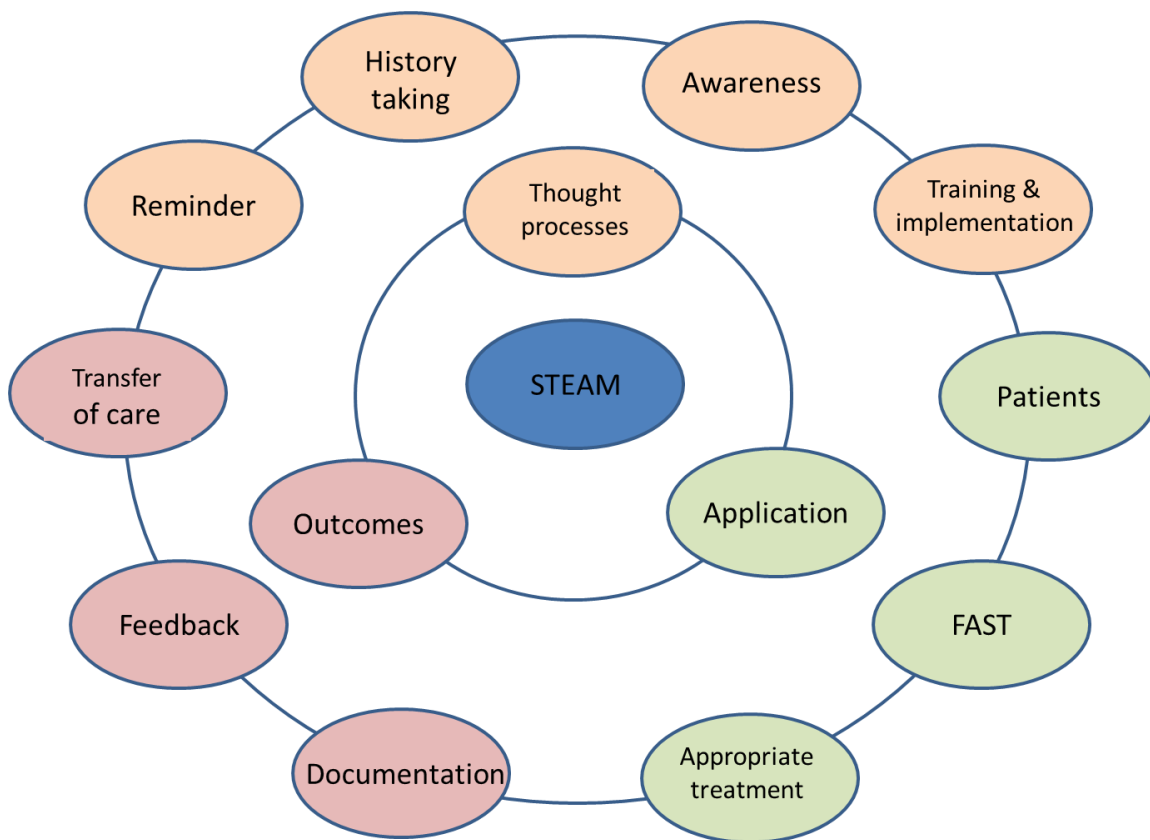 History
taking
Awareness
Reminder
Thought
processes
Training &
implementation
Transfer
of care
STEAM
Patients
Outcomes
Application
Feedback
FAST
Documentation
Appropriate
treatment